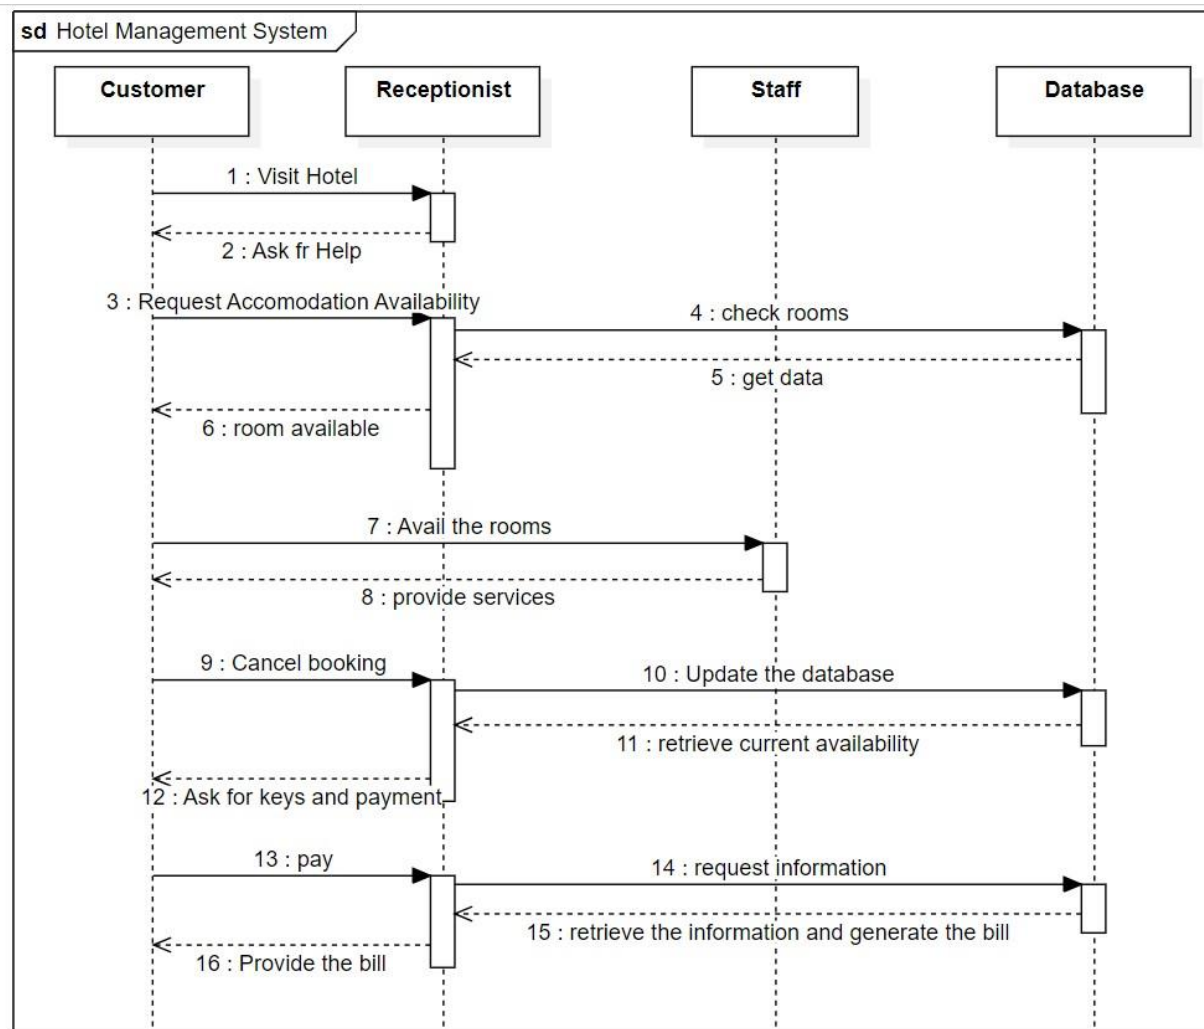 sd Hotel Management System
Customer
Receptionist
Staff
Database
1 : Visit Hotel
2 : Ask fr Help
3 : Request Accomodation Availability
4 : check rooms
5 : get data
6 : room available
7 : Avail the rooms
8 : provide services
9 : Cancel booking
10 : Update the database
11 : retrieve current availability
12 : Ask for keys and payment
13 : pay
14 : request information
15 : retrieve the information and generate the bill
16 : Provide the bill